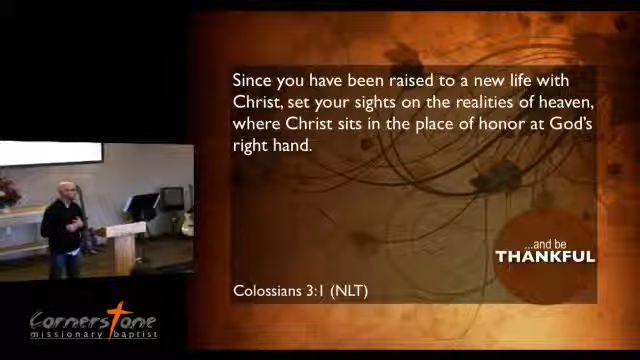 Since you have been raised to a new life with
Christ, set your sights on the realities of heaven,
where Christ sits in the place of honor at God's
right hand.
...and be
THANKFUL
Colossians 3:1 (NLT)
Cornerstone
missionary baptist